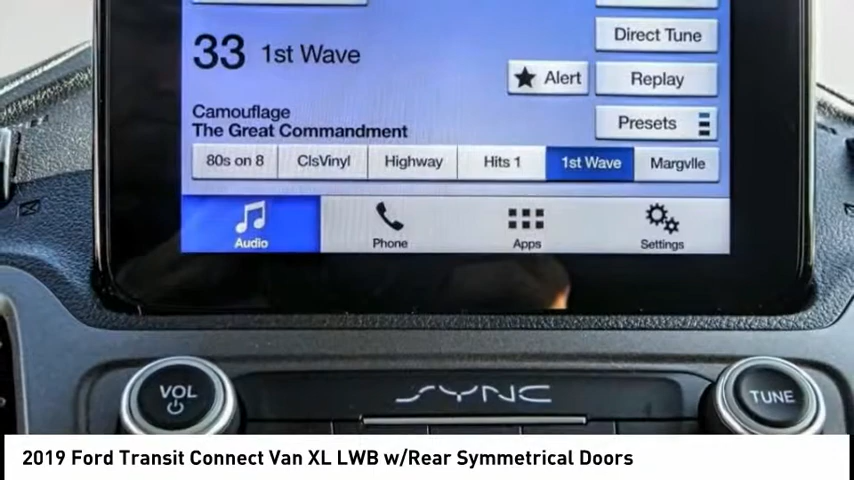 Direct Tune
33 1st Wave
Alert
Replay
Camouflage
The Great Commandment
Presets
80s on 8 ClsVinyl Highway Hits 1 1st Wave Margvlle
Audio Phone Apps Settings
VOL SYNC TUNE
2019 Ford Transit Connect Van XL LWB w/Rear Symmetrical Doors